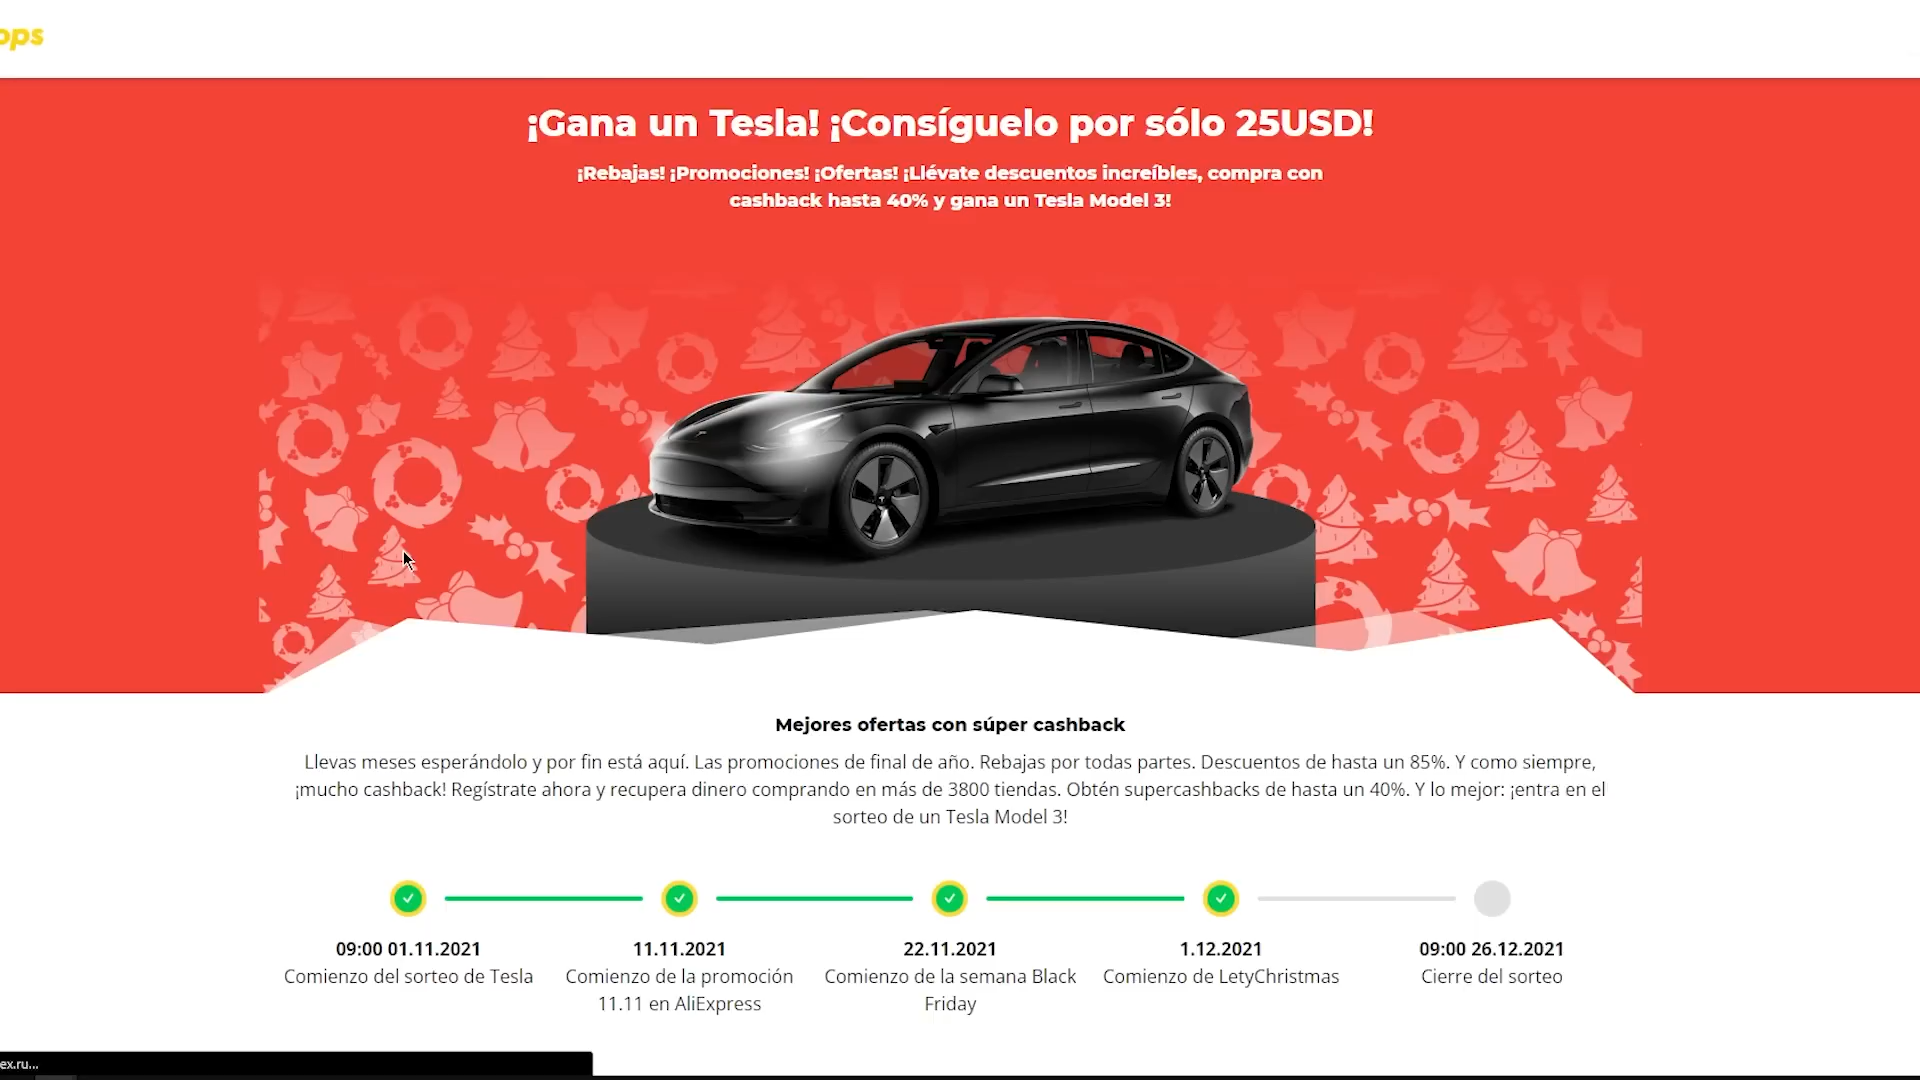 ops
¡Gana un Tesla! ¡Consíguelo por sólo 25USD!
¡Rebajas! ¡Promociones! ¡Ofertas! ¡Llévate descuentos increíbles, compra con
cashback hasta 40% y gana un Tesla Model 3!
Mejores ofertas con súper cashback
Llevas meses esperándolo y por fin está aquí. Las promociones de final de año. Rebajas por todas partes. Descuentos de hasta un 85%. Y como siempre,
¡mucho cashback! Regístrate ahora y recupera dinero comprando en más de 3800 tiendas. Obtén supercashbacks de hasta un 40%. Y lo mejor: ¡entra en el
sorteo de un Tesla Model 3!
09:00 01.11.2021
Comienzo del sorteo de Tesla
11.11.2021
Comienzo de la promoción
11.11 en AliExpress
22.11.2021
Comienzo de la semana Black
Friday
1.12.2021
Comienzo de LetyChristmas
09:00 26.12.2021
Cierre del sorteo
ex.ru...